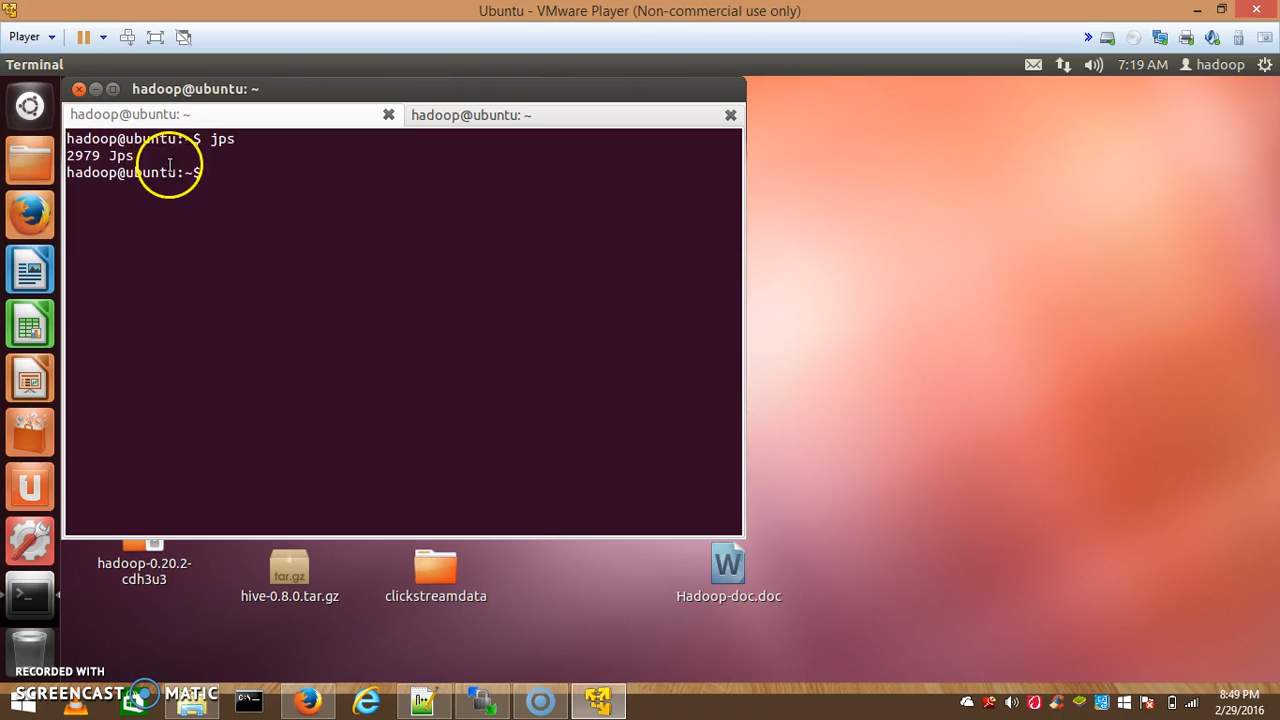 Ubuntu - VMware Player (Non-commercial use only)
Player
Terminal
7:19 AM
hadoop
hadoop@ubuntu: ~
hadoop@ubuntu: ~
hadoop@ubuntu: ~
hadoop@ubuntu:~$ jps
2979 Jps
hadoop@ubuntu:~$
hadoop-0.20.2-
cdh3u3
tar.gz
hive-0.8.0.tar.gz
clickstreamdata
W
Hadoop-doc.doc
RECORDED WITH
SCREENCAST MATIC
8:49 PM
2/29/2016